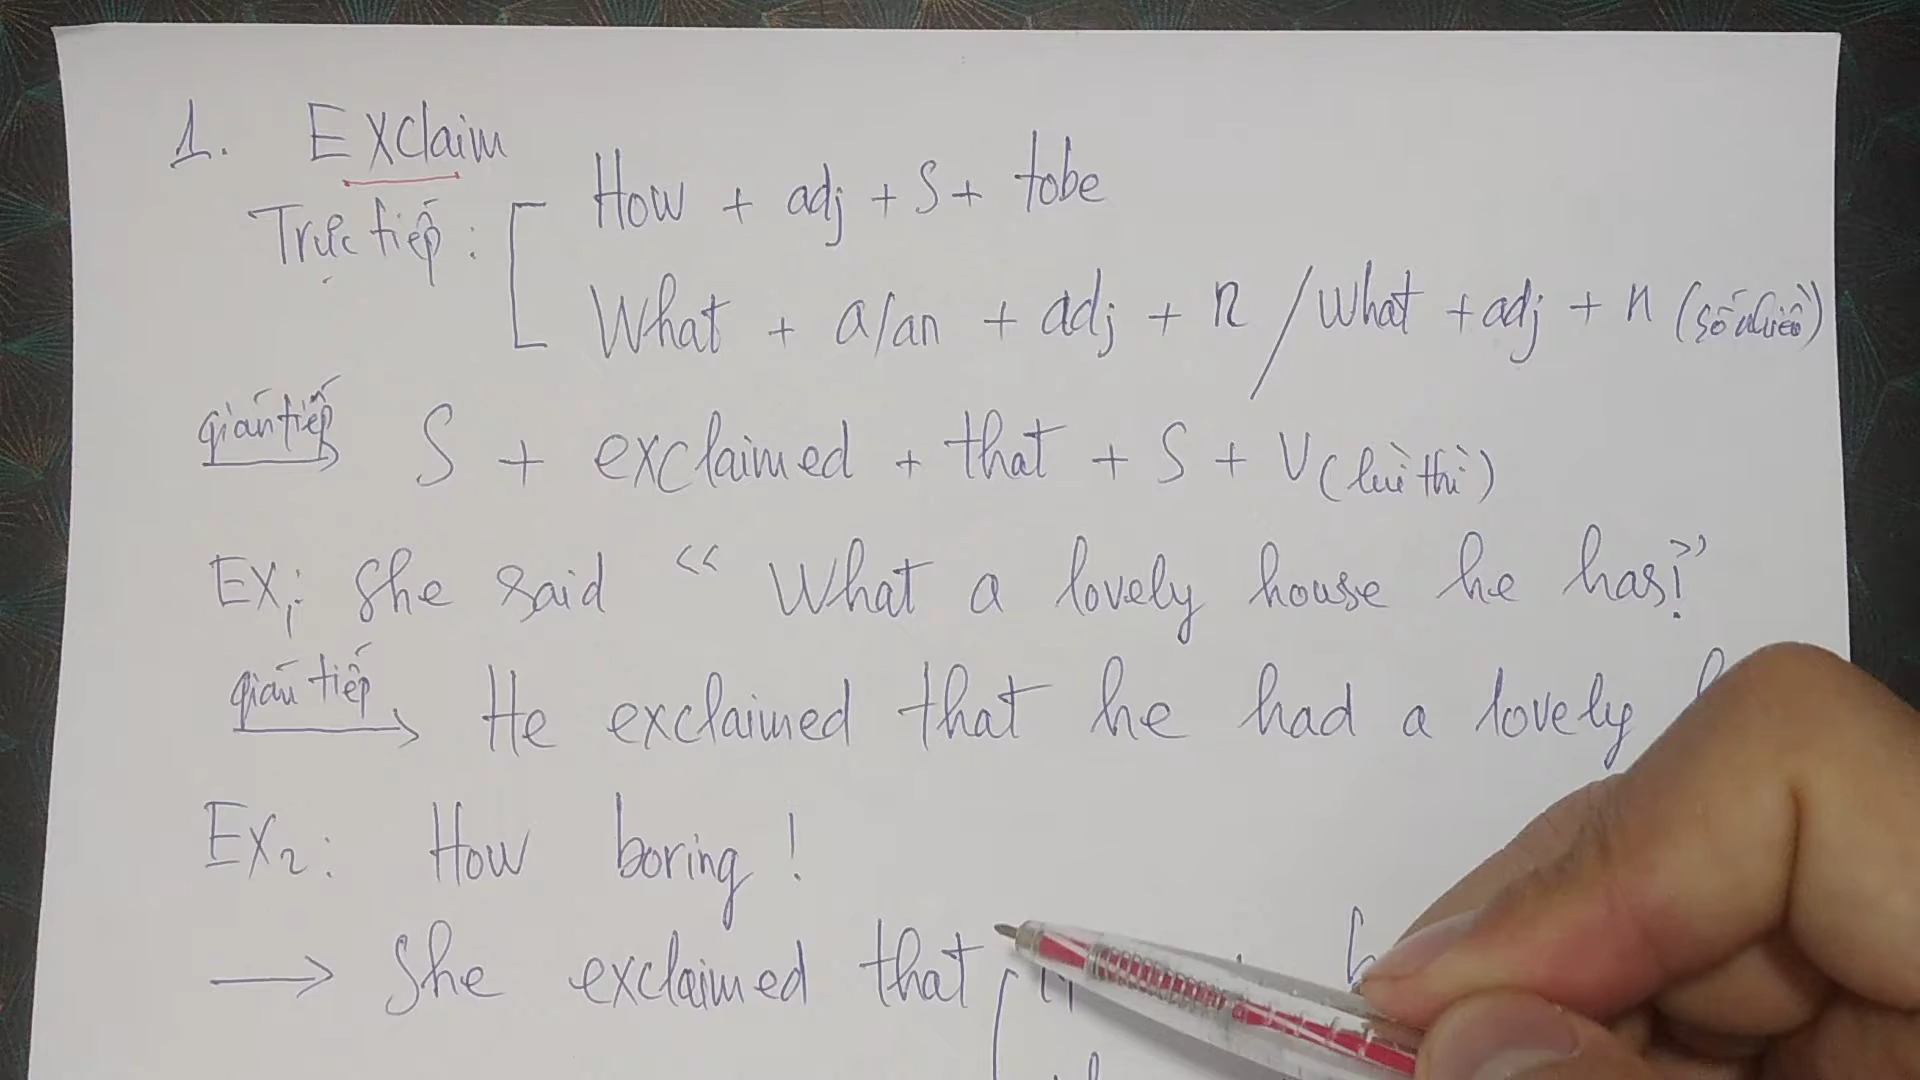 1. Exclaim
Trực tiếp : How + adj + S + tobe
What + a/an + adj + n / What + adj + n (số nhiều)
gián tiếp S + exclaimed + that + S + V (lùi thì)
EX1: She said " What a lovely house he has!"
gián tiếp He exclaimed that he had a lovely
EX2: How boring !
→ She exclaimed that